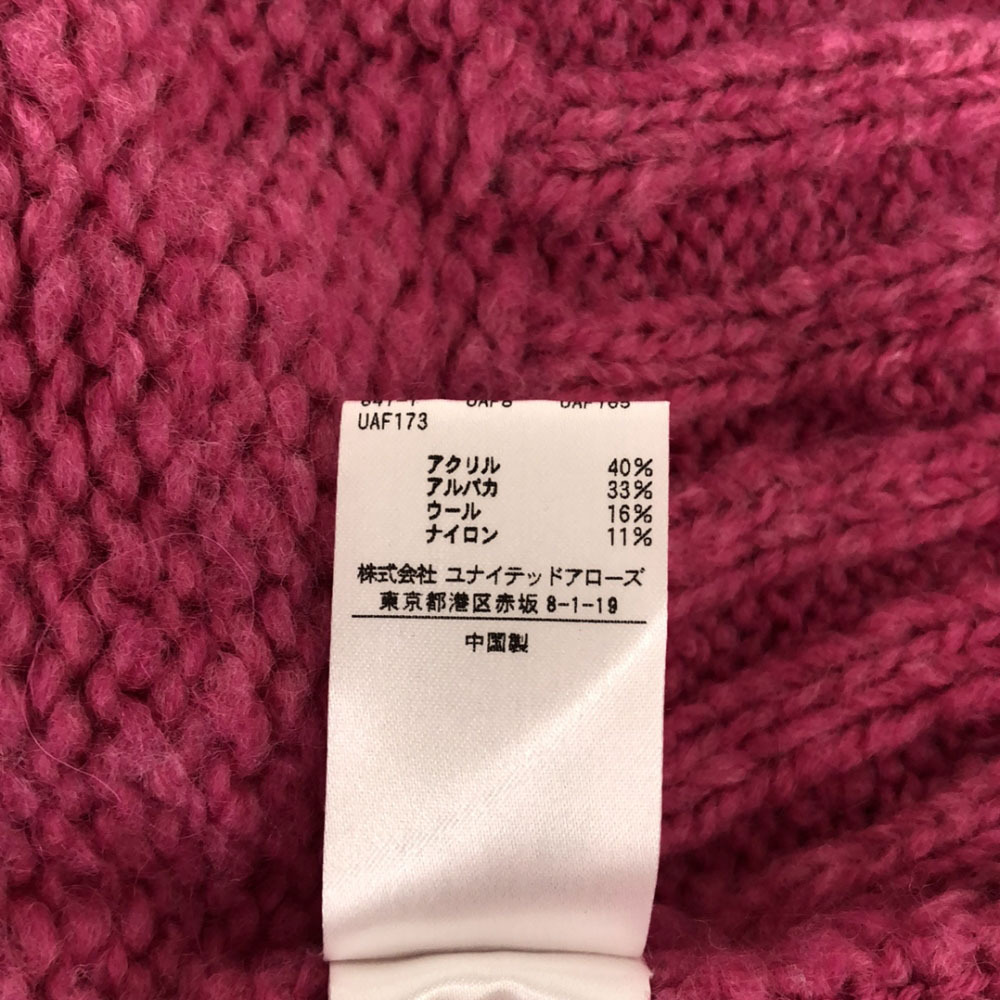 UAF173
アクリル 40%
アルパカ 33%
ウール 16%
ナイロン 11%
株式会社 ユナイテッドアローズ
東京都港区赤坂 8-1-19
中国製